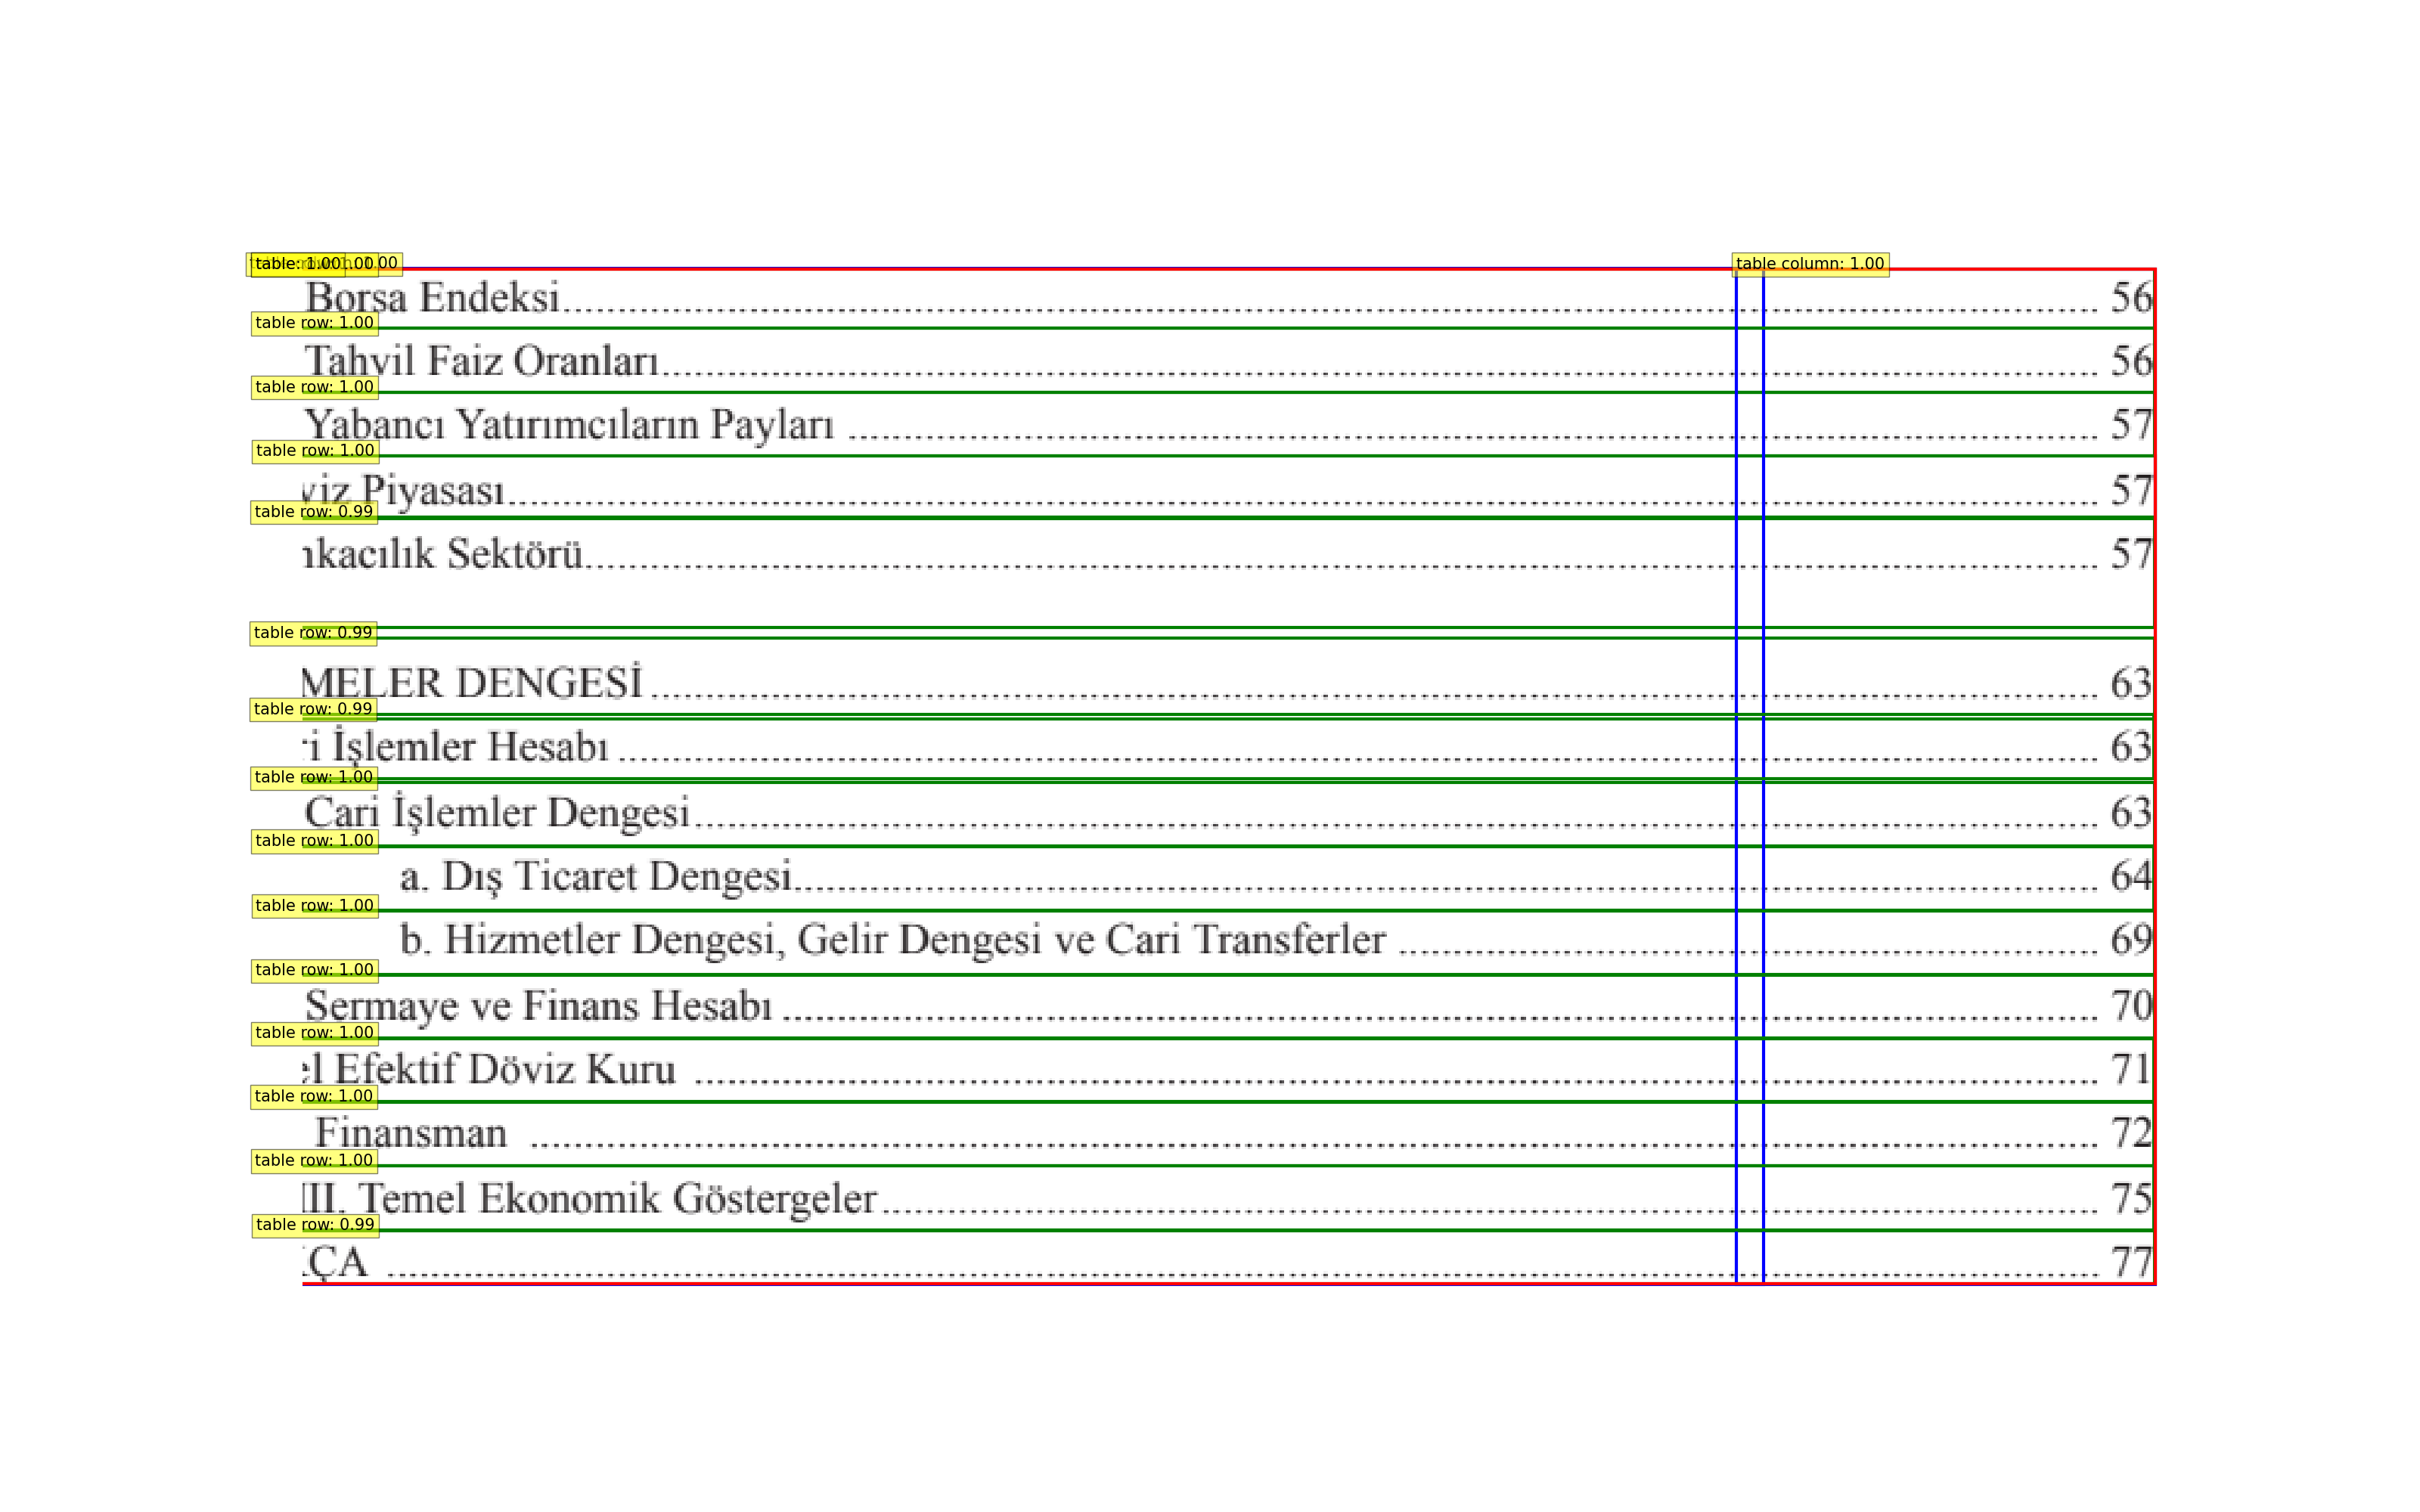 table: 1.00 1.00 table column: 1.00
Borsa Endeksi 56
table row: 1.00
Tahvil Faiz Oranları 56
table row: 1.00
Yabancı Yatırımcıların Payları 57
table row: 1.00
viz Piyasası 57
table row: 0.99
nkacılık Sektörü 57
table row: 0.99
MELER DENGESİ 63
table row: 0.99
ri İşlemler Hesabı 63
table row: 1.00
Cari İşlemler Dengesi 63
table row: 1.00
a. Dış Ticaret Dengesi 64
table row: 1.00
b. Hizmetler Dengesi, Gelir Dengesi ve Cari Transferler 69
table row: 1.00
Sermaye ve Finans Hesabı 70
table row: 1.00
el Efektif Döviz Kuru 71
table row: 1.00
Finansman 72
table row: 1.00
III. Temel Ekonomik Göstergeler 75
table row: 0.99
ÇA 77